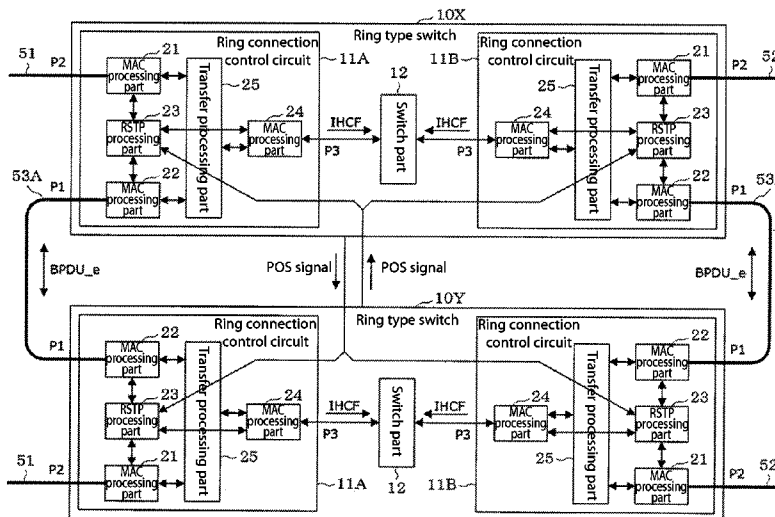 10X
51
P2
21
MAC processing part
Ring connection control circuit
11A
Ring type switch
11B
Ring connection control circuit
21
MAC processing part
P2
52
25
Transfer processing part
12
Switch part
25
Transfer processing part
23
RSTP processing part
24
MAC processing part
IHCF
P3
IHCF
P3
24
MAC processing part
23
RSTP processing part
53A
P1
22
MAC processing part
22
MAC processing part
P1
53
BPDU_e
POS signal
POS signal
BPDU_e
10Y
Ring connection control circuit
Ring type switch
Ring connection control circuit
P1
22
MAC processing part
Transfer processing part
22
MAC processing part
P1
23
RSTP processing part
24
MAC processing part
IHCF
P3
Switch part
IHCF
P3
24
MAC processing part
Transfer processing part
23
RSTP processing part
51
P2
21
MAC processing part
25
11A
12
11B
25
21
MAC processing part
P2
52